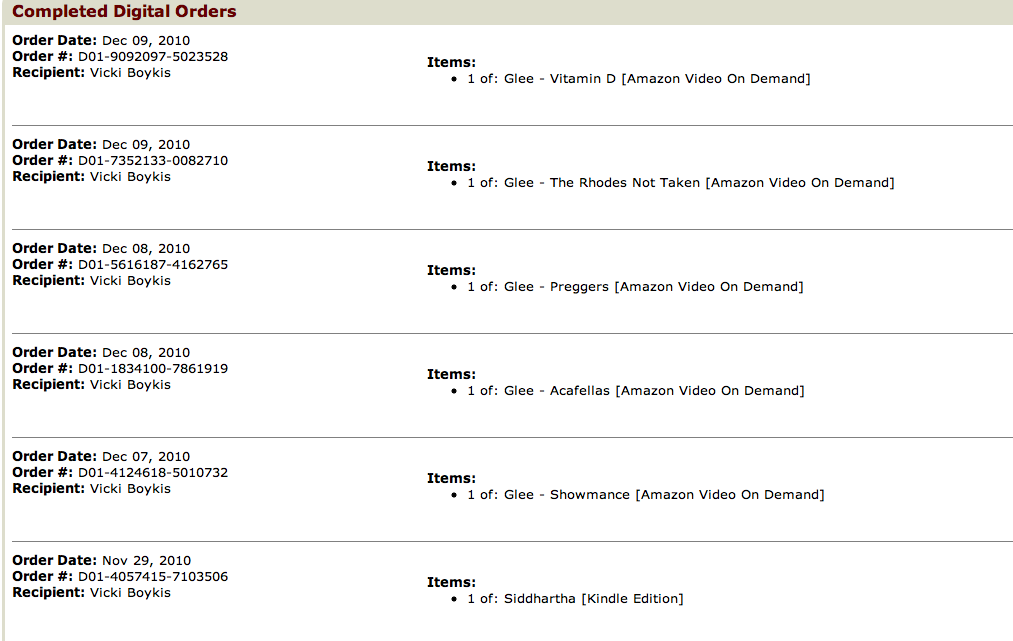 Completed Digital Orders
Order Date: Dec 09, 2010
Order #: D01-9092097-5023528
Recipient: Vicki Boykis
Items:
• 1 of: Glee - Vitamin D [Amazon Video On Demand]
Order Date: Dec 09, 2010
Order #: D01-7352133-0082710
Recipient: Vicki Boykis
Items:
• 1 of: Glee - The Rhodes Not Taken [Amazon Video On Demand]
Order Date: Dec 08, 2010
Order #: D01-5616187-4162765
Recipient: Vicki Boykis
Items:
• 1 of: Glee - Preggers [Amazon Video On Demand]
Order Date: Dec 08, 2010
Order #: D01-1834100-7861919
Recipient: Vicki Boykis
Items:
• 1 of: Glee - Acafellas [Amazon Video On Demand]
Order Date: Dec 07, 2010
Order #: D01-4124618-5010732
Recipient: Vicki Boykis
Items:
• 1 of: Glee - Showmance [Amazon Video On Demand]
Order Date: Nov 29, 2010
Order #: D01-4057415-7103506
Recipient: Vicki Boykis
Items:
• 1 of: Siddhartha [Kindle Edition]